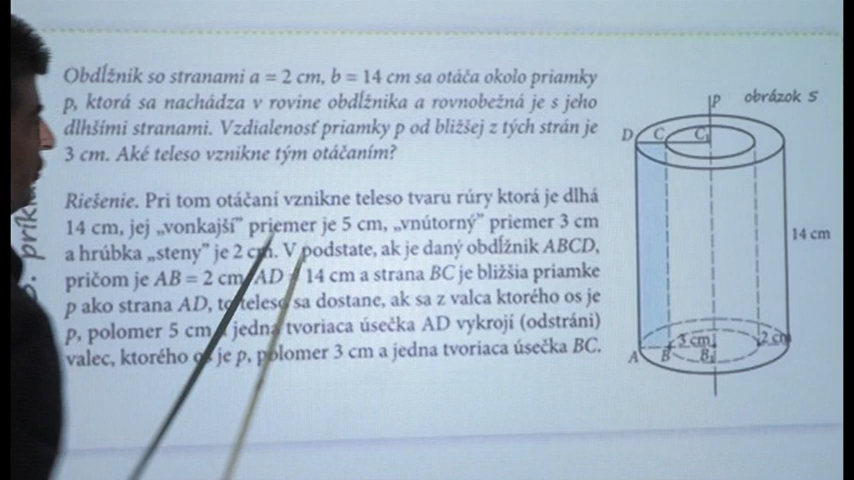 Obdĺžnik so stranami a = 2 cm, b = 14 cm sa otáča okolo priamky
p, ktorá sa nachádza v rovine obdĺžnika a rovnobežná je s jeho
dlhšími stranami. Vzdialenosť priamky p od bližšej z tých strán je
3 cm. Aké teleso vznikne tým otáčaním?
Riešenie. Pri tom otáčaní vznikne teleso tvaru rúry ktorá je dlhá
14 cm, jej „vonkajší” priemer je 5 cm, „vnútorný” priemer 3 cm
a hrúbka „steny” je 2 cm. V podstate, ak je daný obdĺžnik ABCD,
pričom je AB = 2 cm, AD = 14 cm a strana BC je bližšia priamke
p ako strana AD, to teleso sa dostane, ak sa z valca ktorého os je
p, polomer 5 cm a jedna tvoriaca úsečka AD vykrojí (odstráni)
valec, ktorého os je p, polomer 3 cm a jedna tvoriaca úsečka BC.
P
obrázok 5
D C C₁
14 cm
3 cm 2 cm
A B B₁